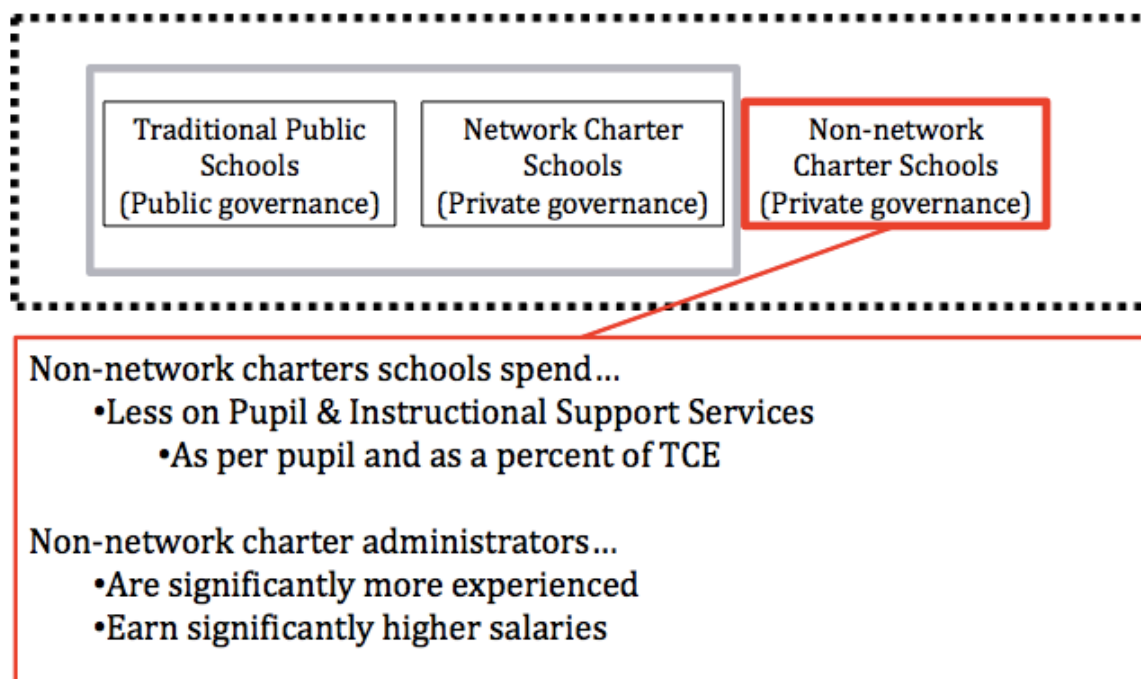 Traditional Public
Schools
(Public governance)
Network Charter
Schools
(Private governance)
Non-network
Charter Schools
(Private governance)
Non-network charters schools spend…
•Less on Pupil & Instructional Support Services
•As per pupil and as a percent of TCE
Non-network charter administrators…
•Are significantly more experienced
•Earn significantly higher salaries